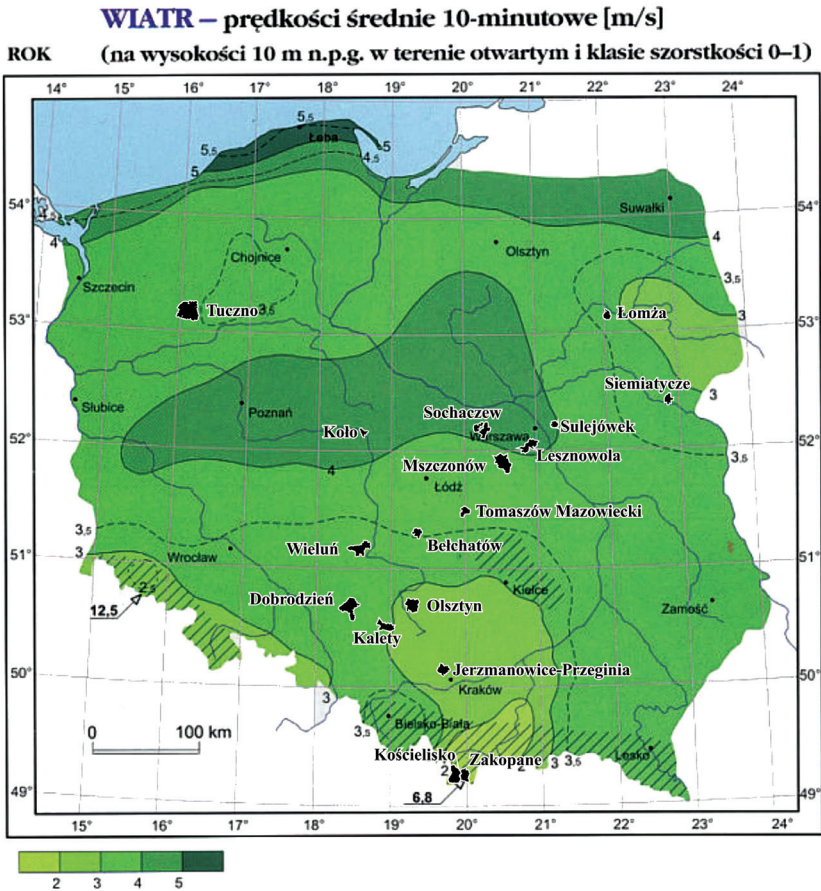 WIATR – prędkości średnie 10-minutowe [m/s]
ROK (na wysokości 10 m n.p.g. w terenie otwartym i klasie szorstkości 0–1)
14° 15° 16° 17° 18° 19° 20° 21° 22° 23° 24°
5,5
Łeba
5
5,5
4,5
5
Suwałki
54° 54°
4,5
4
4
Chojnice
Olsztyn
3,5
Szczecin
Tuczno
3,5
Łomża
3
53° 53°
Siemiatycze
3
Słubice
Poznań
Sochaczew
Koło
Warszawa
Sulejówek
52° 52°
Lesznowola
3,5
Mszczonów
4
Łódź
Tomaszów Mazowiecki
3,5
Bełchatów
Wieluń
51° 51°
3
Wrocław
2,5
Kielce
12,5
Dobrodzień
Olsztyn
Zamość
Kalety
50° 50°
Jerzmanowice-Przeginia
Kraków
3
0 100 km
3,5
Bielsko-Biała
Lesko
Kościelisko
Zakopane
2
2
3
3,5
6,8
49° 49°
15° 16° 17° 18° 19° 20° 21° 22° 23° 24°
2 3 4 5